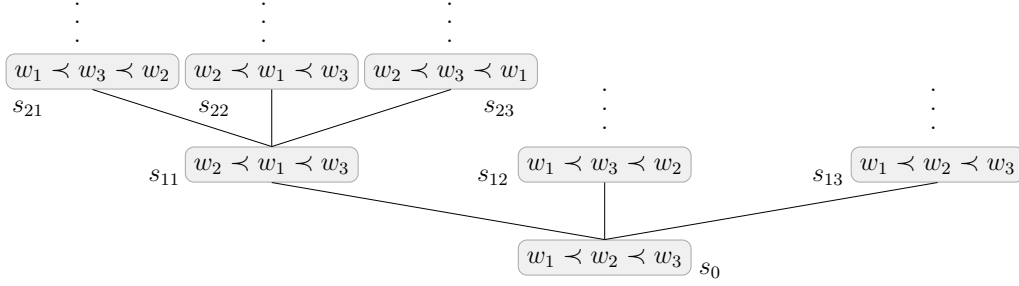 w₁ ≺ w₃ ≺ w₂ w₂ ≺ w₁ ≺ w₃ w₂ ≺ w₃ ≺ w₁
s₂₁ s₂₂ s₂₃
w₂ ≺ w₁ ≺ w₃ w₁ ≺ w₃ ≺ w₂ w₁ ≺ w₂ ≺ w₃
s₁₁ s₁₂ s₁₃
w₁ ≺ w₂ ≺ w₃
s₀